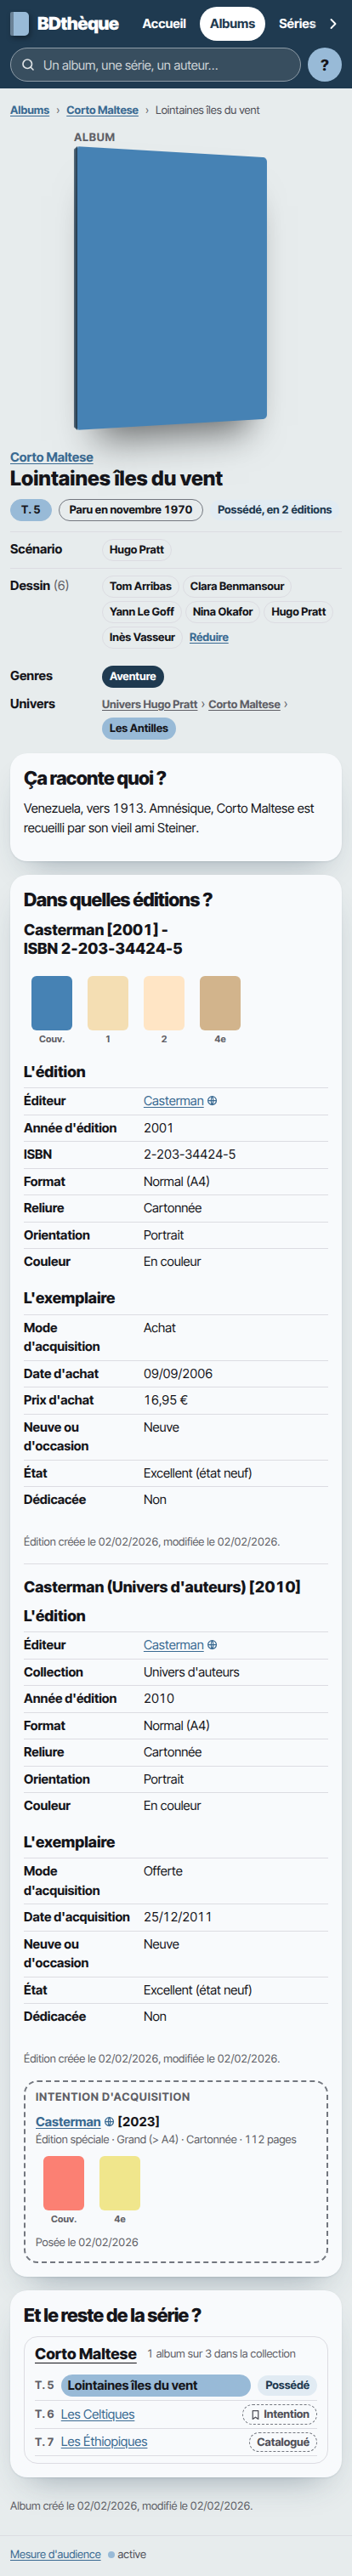 BDthèque Accueil Albums Séries
Un album, une série, un auteur… ?
Albums › Corto Maltese › Lointaines îles du vent
ALBUM
Corto Maltese
Lointaines îles du vent
T. 5 Paru en novembre 1970 Possédé, en 2 éditions
Scénario Hugo Pratt
Dessin (6) Tom Arribas Clara Benmansour
Yann Le Goff Nina Okafor Hugo Pratt
Inès Vasseur Réduire
Genres Aventure
Univers Univers Hugo Pratt › Corto Maltese ›
Les Antilles
Ça raconte quoi ?
Venezuela, vers 1913. Amnésique, Corto Maltese est
recueilli par son vieil ami Steiner.
Dans quelles éditions ?
Casterman [2001] -
ISBN 2-203-34424-5
Couv. 1 2 4e
L'édition
Éditeur Casterman
Année d'édition 2001
ISBN 2-203-34424-5
Format Normal (A4)
Reliure Cartonnée
Orientation Portrait
Couleur En couleur
L'exemplaire
Mode Achat
d'acquisition
Date d'achat 09/09/2006
Prix d'achat 16,95 €
Neuve ou Neuve
d'occasion
État Excellent (état neuf)
Dédicacée Non
Édition créée le 02/02/2026, modifiée le 02/02/2026.
Casterman (Univers d'auteurs) [2010]
L'édition
Éditeur Casterman
Collection Univers d'auteurs
Année d'édition 2010
Format Normal (A4)
Reliure Cartonnée
Orientation Portrait
Couleur En couleur
L'exemplaire
Mode Offerte
d'acquisition
Date d'acquisition 25/12/2011
Neuve ou Neuve
d'occasion
État Excellent (état neuf)
Dédicacée Non
Édition créée le 02/02/2026, modifiée le 02/02/2026.
INTENTION D'ACQUISITION
Casterman [2023]
Édition spéciale · Grand (> A4) · Cartonnée · 112 pages
Couv. 4e
Posée le 02/02/2026
Et le reste de la série ?
Corto Maltese 1 album sur 3 dans la collection
T. 5 Lointaines îles du vent Possédé
T. 6 Les Celtiques Intention
T. 7 Les Éthiopiques Catalogué
Album créé le 02/02/2026, modifié le 02/02/2026.
Mesure d'audience active